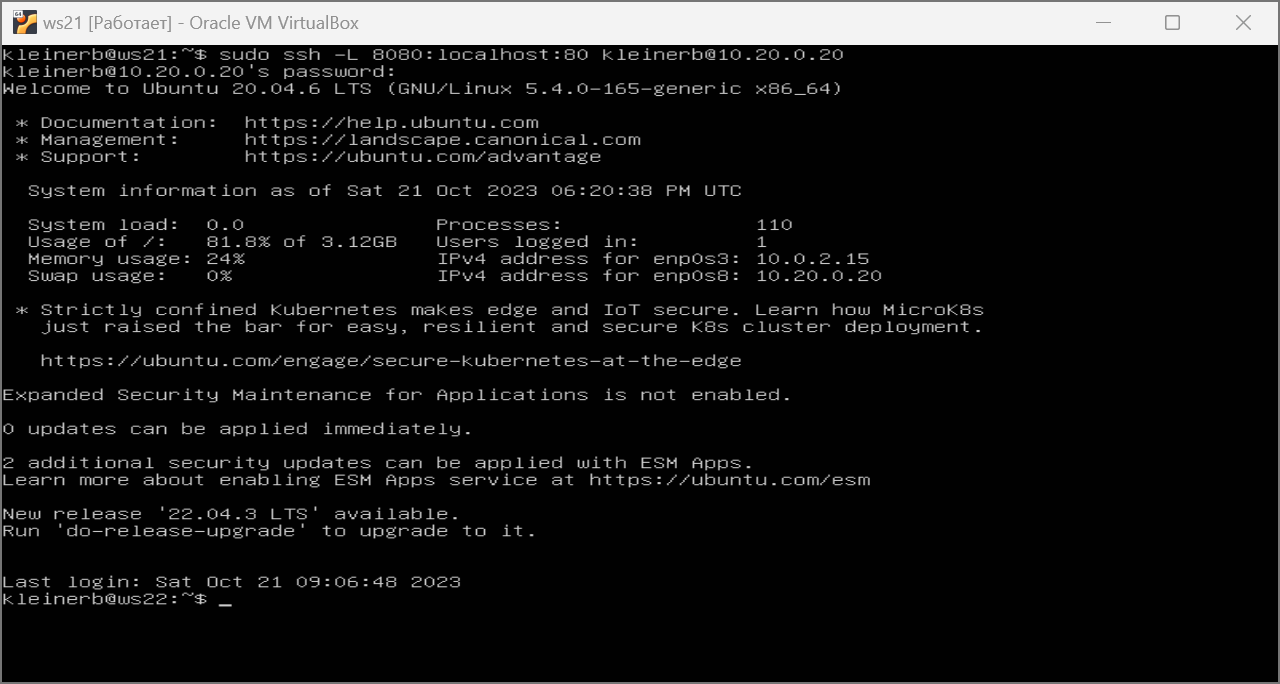 ws21 [Работает] - Oracle VM VirtualBox
kleinerb@ws21:~$ sudo ssh -L 8080:localhost:80 kleinerb@10.20.0.20
kleinerb@10.20.0.20's password:
Welcome to Ubuntu 20.04.6 LTS (GNU/Linux 5.4.0-165-generic x86_64)
* Documentation:  https://help.ubuntu.com
* Management:     https://landscape.canonical.com
* Support:        https://ubuntu.com/advantage
System information as of Sat 21 Oct 2023 06:20:38 PM UTC
System load:  0.0               Processes:               110
Usage of /:   81.8% of 3.12GB   Users logged in:         1
Memory usage: 24%               IPv4 address for enp0s3: 10.0.2.15
Swap usage:   0%                IPv4 address for enp0s8: 10.20.0.20
* Strictly confined Kubernetes makes edge and IoT secure. Learn how MicroK8s
just raised the bar for easy, resilient and secure K8s cluster deployment.
https://ubuntu.com/engage/secure-kubernetes-at-the-edge
Expanded Security Maintenance for Applications is not enabled.
0 updates can be applied immediately.
2 additional security updates can be applied with ESM Apps.
Learn more about enabling ESM Apps service at https://ubuntu.com/esm
New release '22.04.3 LTS' available.
Run 'do-release-upgrade' to upgrade to it.
Last login: Sat Oct 21 09:06:48 2023
kleinerb@ws22:~$ _